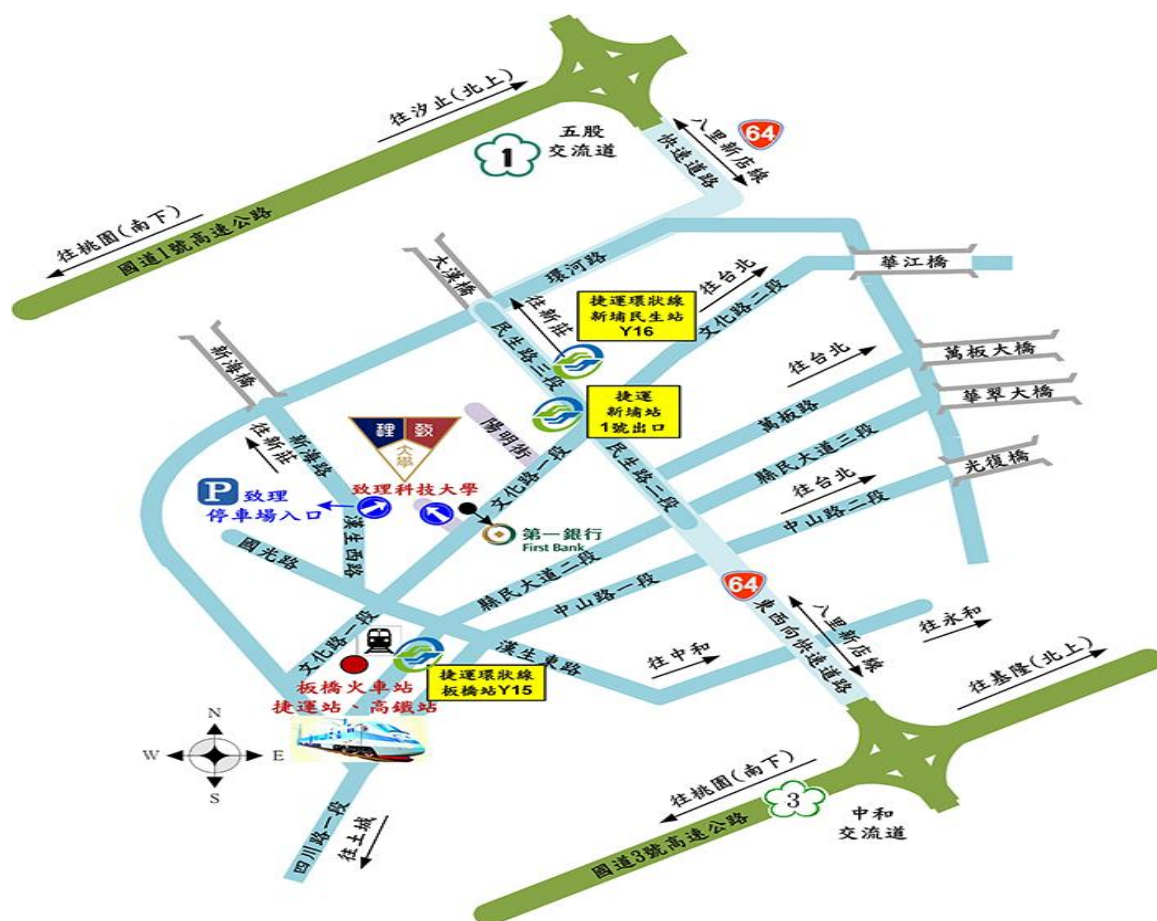 往汐止(北上)
五股
交流道
1
64
八里新店線
快速道路
往桃園(南下)
國道1號高速公路
大漢橋
環河路
往新莊
捷運環狀線
新埔民生站
Y16
往台北
文化路二段
華江橋
新海橋
民生路三段
往台北
萬板大橋
捷運
新埔站
1號出口
萬板路
華翠大橋
陽明街
往新莊
新海路
理
致
大學
致理科技大學
文化路一段
民生路二段
縣民大道三段
光復橋
往台北
中山路二段
P
致理
停車場入口
漢生西路
第一銀行
First Bank
國光路
縣民大道二段
中山路一段
64
東西向快速道路
八里新店線
往永和
文化路一段
漢生東路
往中和
板橋火車站
捷運站、高鐵站
捷運環狀線
板橋站Y15
往基隆(北上)
N
W
E
S
四川路一段
往土城
往桃園(南下)
3
中和
交流道
國道3號高速公路